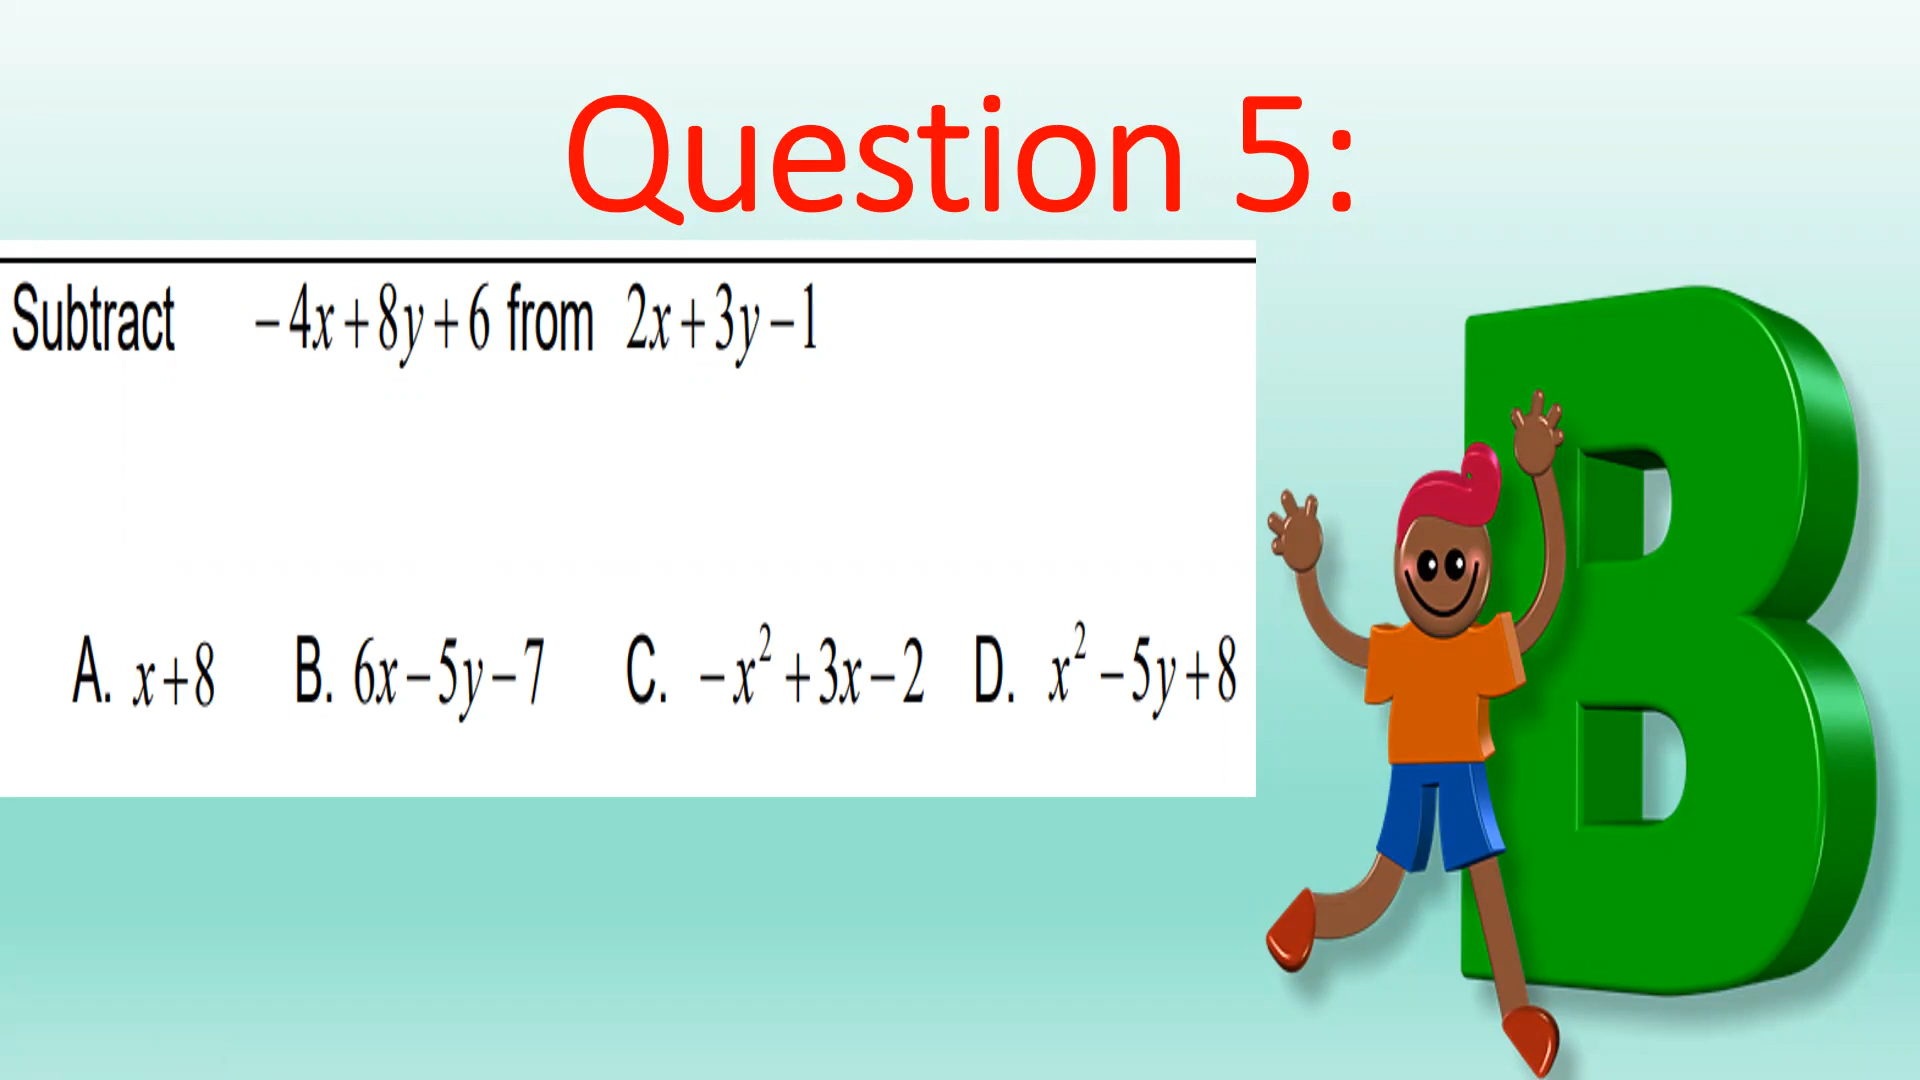 Question 5:
Subtract −4x+8y+6 from 2x+3y−1
A. x+8 B. 6x−5y−7 C. −x²+3x−2 D. x²−5y+8
B